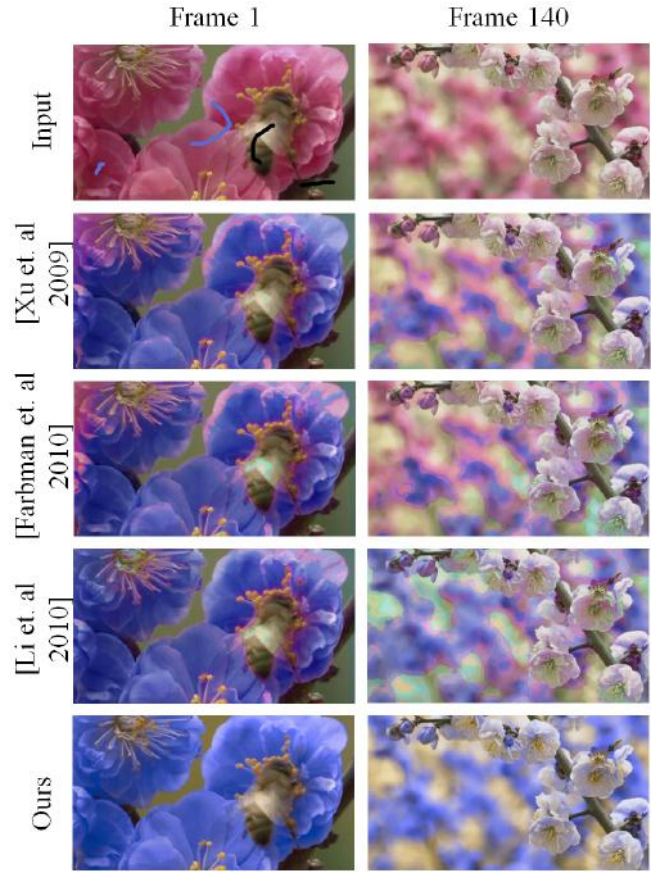 Frame 1
Frame 140
Input
[Xu et. al
2009]
[Farbman et. al
2010]
[Li et. al
2010]
Ours